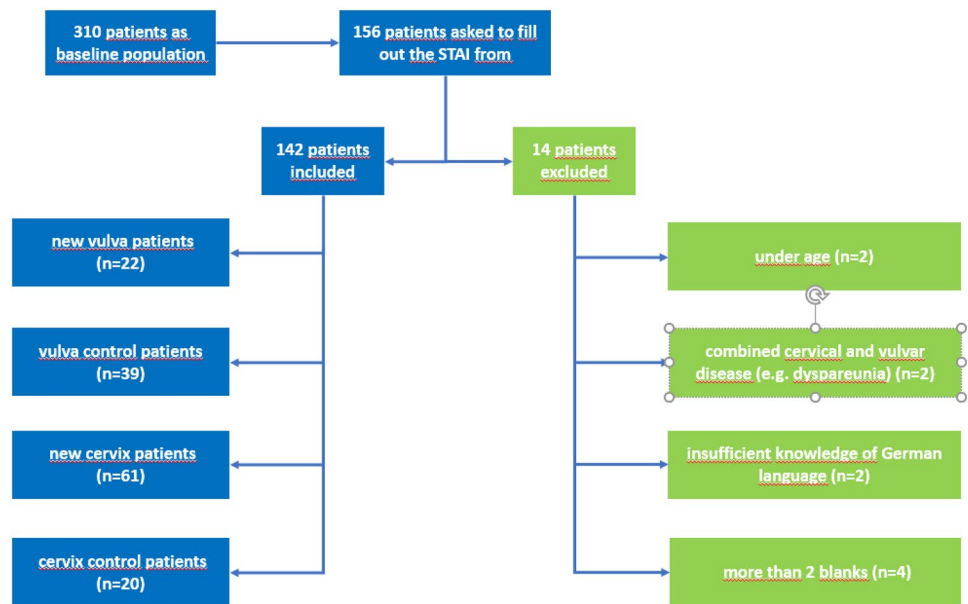 310 patients as
baseline population
156 patients asked to fill
out the STAI from
142 patients
included
14 patients
excluded
new vulva patients
(n=22)
vulva control patients
(n=39)
new cervix patients
(n=61)
cervix control patients
(n=20)
under age (n=2)
combined cervical and vulvar
disease (e.g. dyspareunia) (n=2)
insufficient knowledge of German
language (n=2)
more than 2 blanks (n=4)